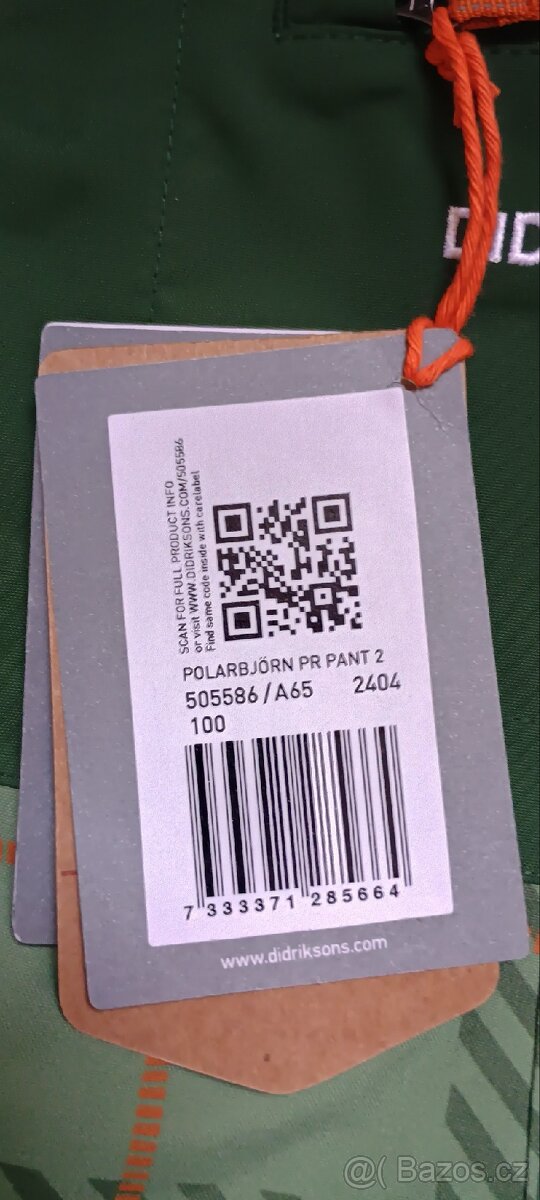 DID
SCAN FOR FULL PRODUCT INFO
or visit WWW.DIDRIKSONS.COM/505586
Find same code inside with carelabel
POLARBJÖRN PR PANT 2
505586/A65 2404
100
7 333371 285664
www.didriksons.com
@( Bazos.cz